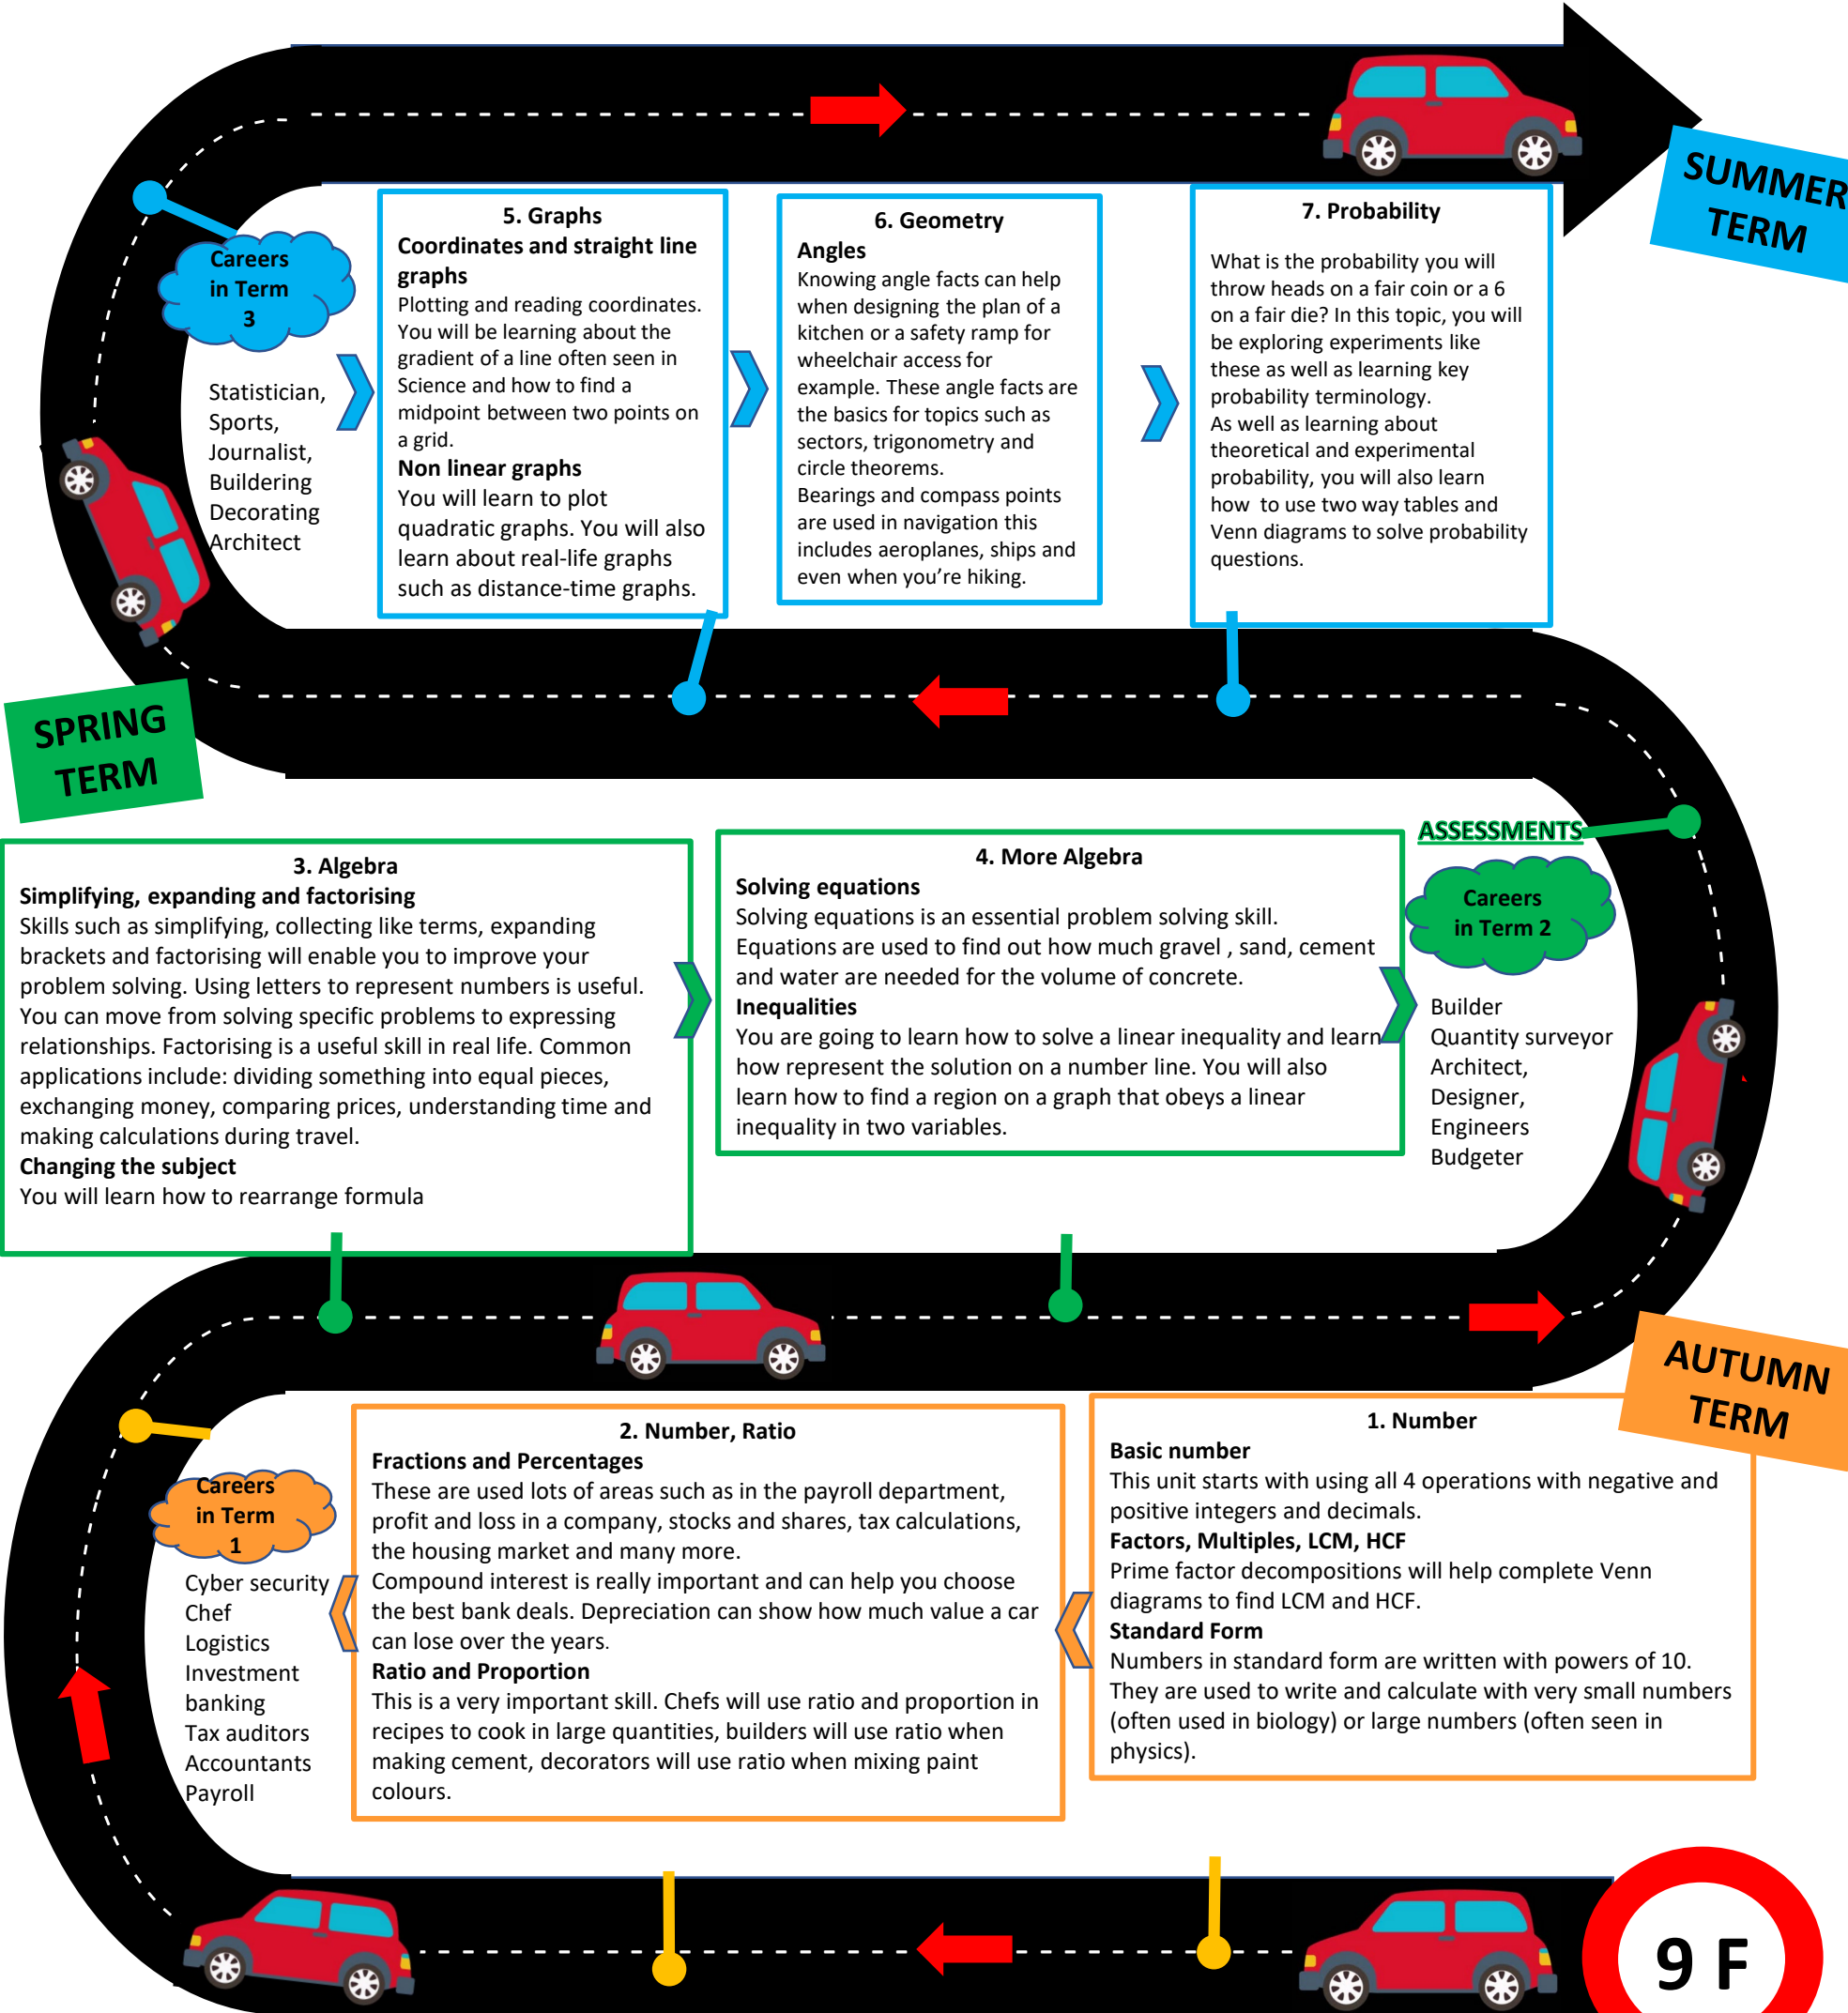 SUMMER
TERM
Careers
in Term
3
Statistician,
Sports,
Journalist,
Buildering
Decorating
Architect
5. Graphs
Coordinates and straight line
graphs
Plotting and reading coordinates.
You will be learning about the
gradient of a line often seen in
Science and how to find a
midpoint between two points on
a grid.
Non linear graphs
You will learn to plot
quadratic graphs. You will also
learn about real-life graphs
such as distance-time graphs.
6. Geometry
Angles
Knowing angle facts can help
when designing the plan of a
kitchen or a safety ramp for
wheelchair access for
example. These angle facts are
the basics for topics such as
sectors, trigonometry and
circle theorems.
Bearings and compass points
are used in navigation this
includes aeroplanes, ships and
even when you’re hiking.
7. Probability
What is the probability you will
throw heads on a fair coin or a 6
on a fair die? In this topic, you will
be exploring experiments like
these as well as learning key
probability terminology.
As well as learning about
theoretical and experimental
probability, you will also learn
how to use two way tables and
Venn diagrams to solve probability
questions.
SPRING
TERM
3. Algebra
Simplifying, expanding and factorising
Skills such as simplifying, collecting like terms, expanding
brackets and factorising will enable you to improve your
problem solving. Using letters to represent numbers is useful.
You can move from solving specific problems to expressing
relationships. Factorising is a useful skill in real life. Common
applications include: dividing something into equal pieces,
exchanging money, comparing prices, understanding time and
making calculations during travel.
Changing the subject
You will learn how to rearrange formula
4. More Algebra
Solving equations
Solving equations is an essential problem solving skill.
Equations are used to find out how much gravel , sand, cement
and water are needed for the volume of concrete.
Inequalities
You are going to learn how to solve a linear inequality and learn
how represent the solution on a number line. You will also
learn how to find a region on a graph that obeys a linear
inequality in two variables.
ASSESSMENTS
Careers
in Term 2
Builder
Quantity surveyor
Architect,
Designer,
Engineers
Budgeter
AUTUMN
TERM
Careers
in Term
1
Cyber security
Chef
Logistics
Investment
banking
Tax auditors
Accountants
Payroll
2. Number, Ratio
Fractions and Percentages
These are used lots of areas such as in the payroll department,
profit and loss in a company, stocks and shares, tax calculations,
the housing market and many more.
Compound interest is really important and can help you choose
the best bank deals. Depreciation can show how much value a car
can lose over the years.
Ratio and Proportion
This is a very important skill. Chefs will use ratio and proportion in
recipes to cook in large quantities, builders will use ratio when
making cement, decorators will use ratio when mixing paint
colours.
1. Number
Basic number
This unit starts with using all 4 operations with negative and
positive integers and decimals.
Factors, Multiples, LCM, HCF
Prime factor decompositions will help complete Venn
diagrams to find LCM and HCF.
Standard Form
Numbers in standard form are written with powers of 10.
They are used to write and calculate with very small numbers
(often used in biology) or large numbers (often seen in
physics).
9 F